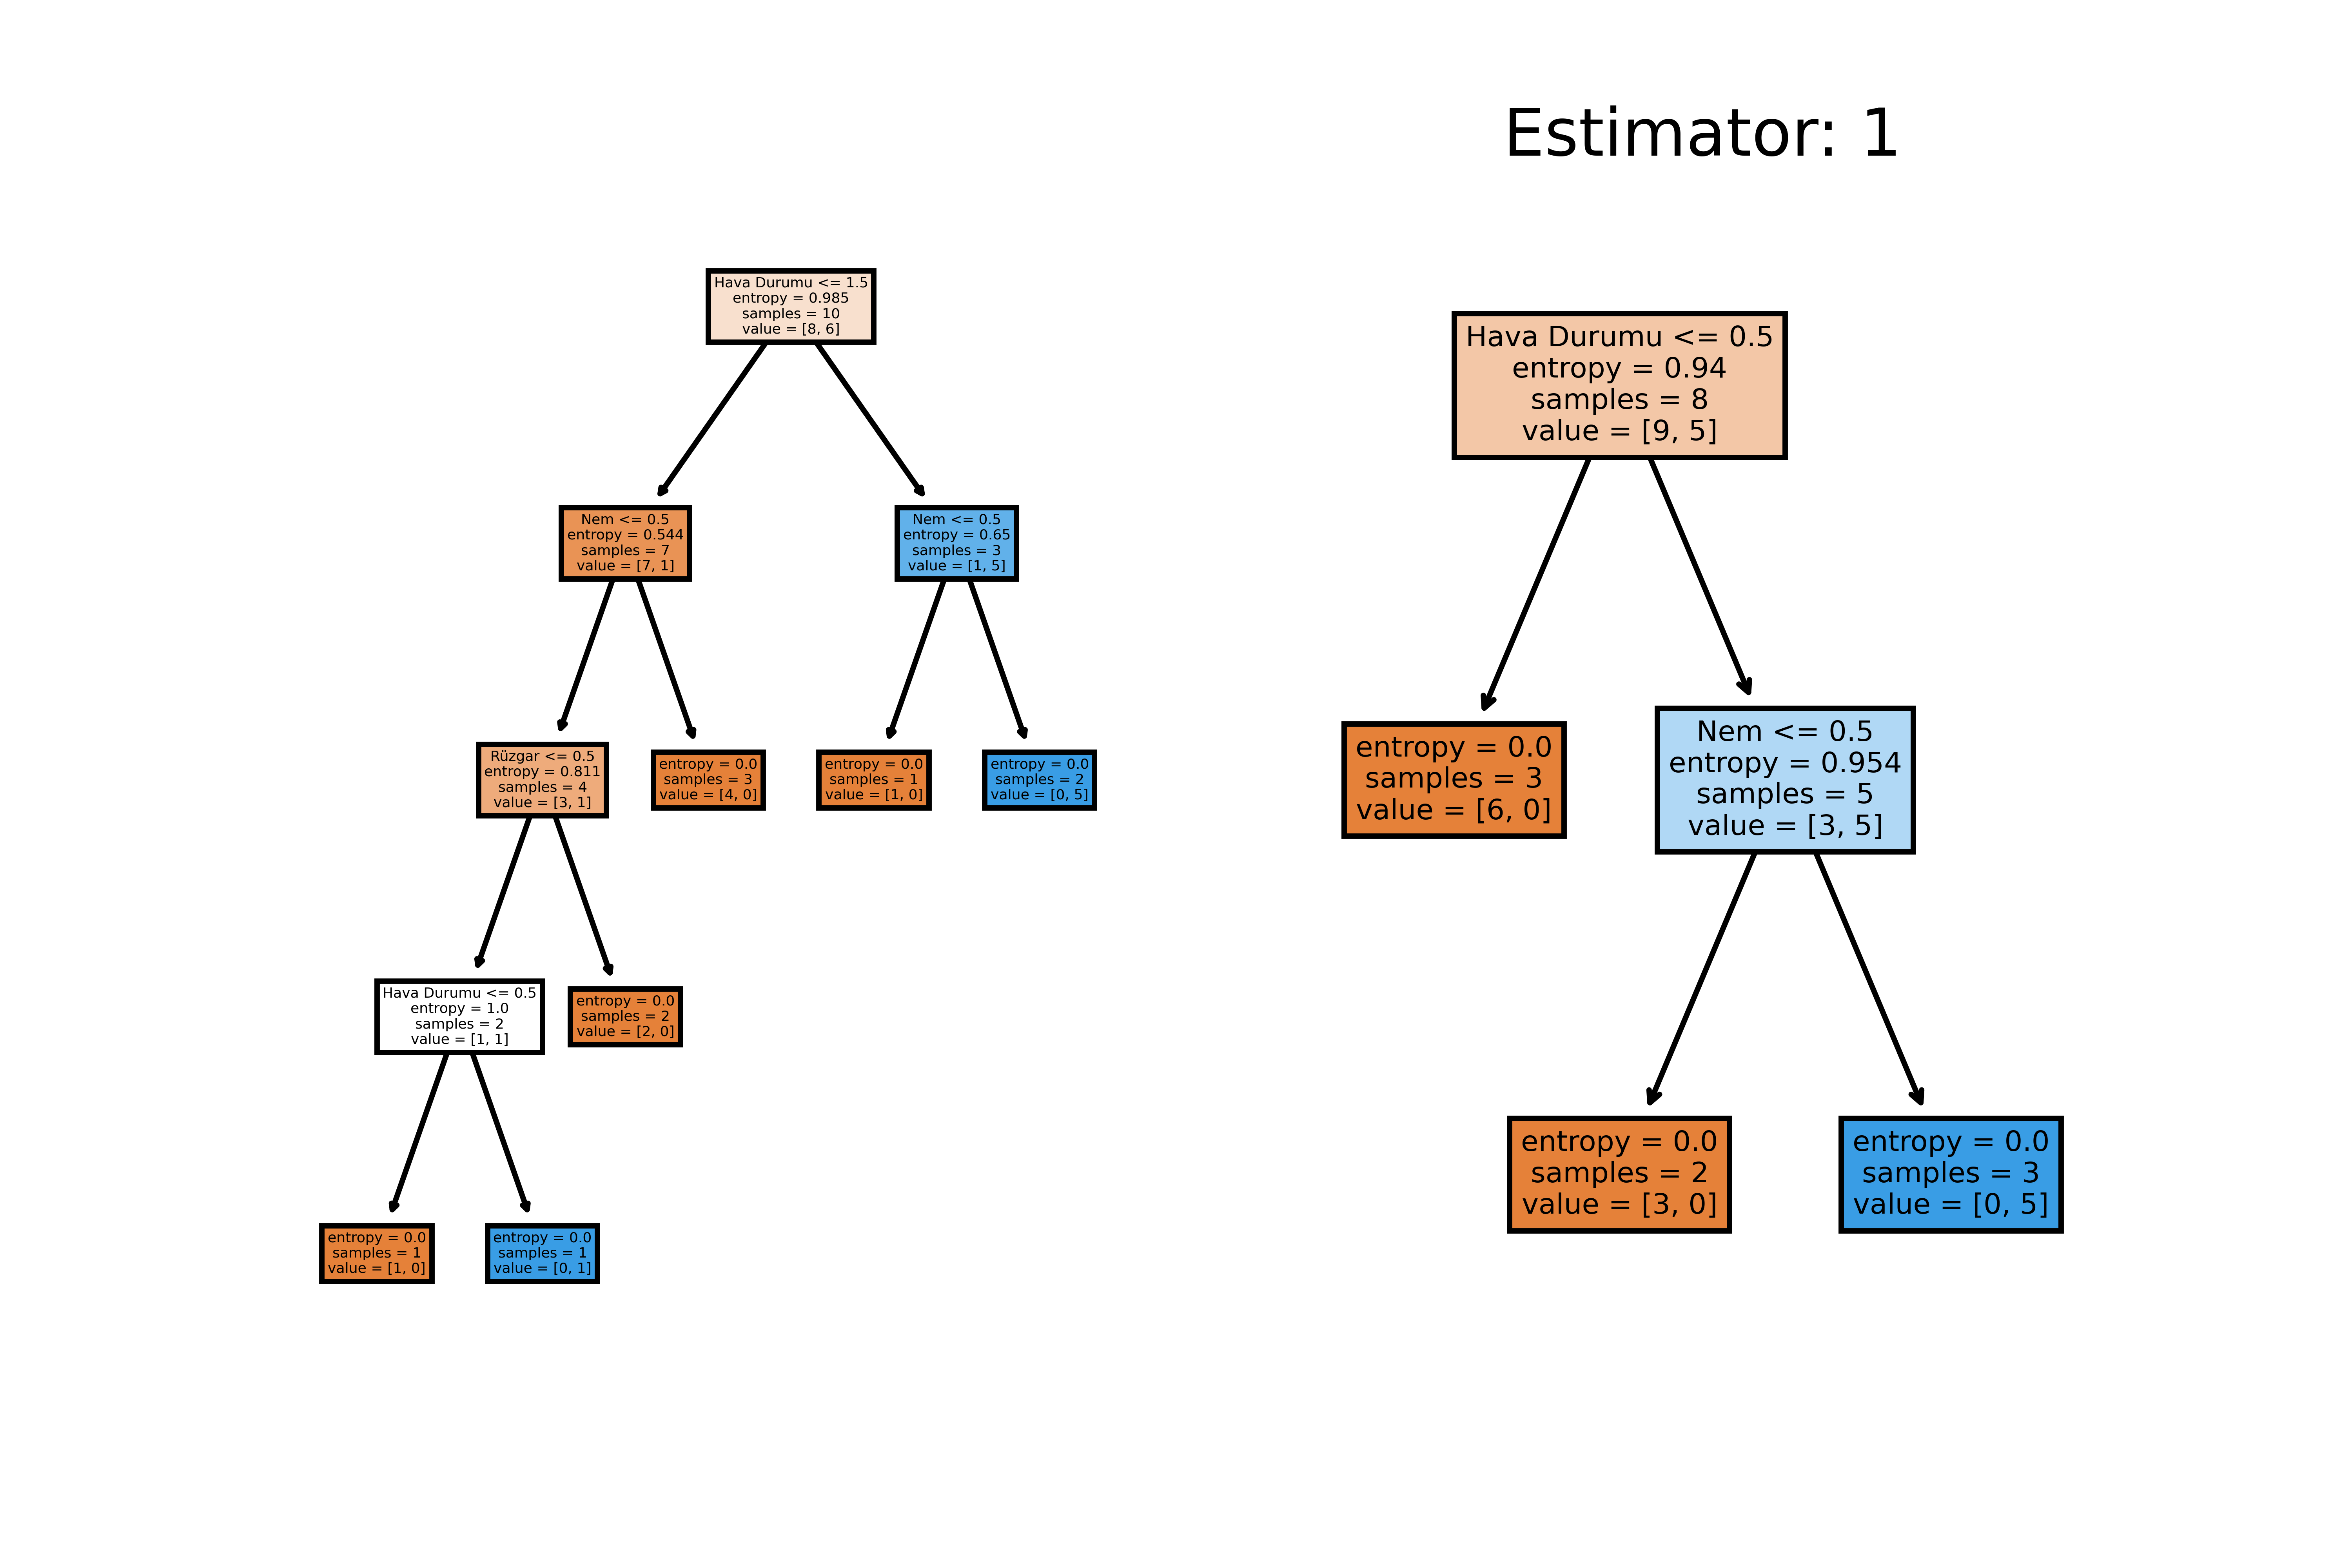 Estimator: 1
Hava Durumu <= 1.5
entropy = 0.985
samples = 10
value = [8, 6]
Nem <= 0.5
entropy = 0.544
samples = 7
value = [7, 1]
Nem <= 0.5
entropy = 0.65
samples = 3
value = [1, 5]
Rüzgar <= 0.5
entropy = 0.811
samples = 4
value = [3, 1]
entropy = 0.0
samples = 3
value = [4, 0]
entropy = 0.0
samples = 1
value = [1, 0]
entropy = 0.0
samples = 2
value = [0, 5]
Hava Durumu <= 0.5
entropy = 1.0
samples = 2
value = [1, 1]
entropy = 0.0
samples = 2
value = [2, 0]
entropy = 0.0
samples = 1
value = [1, 0]
entropy = 0.0
samples = 1
value = [0, 1]
Hava Durumu <= 0.5
entropy = 0.94
samples = 8
value = [9, 5]
entropy = 0.0
samples = 3
value = [6, 0]
Nem <= 0.5
entropy = 0.954
samples = 5
value = [3, 5]
entropy = 0.0
samples = 2
value = [3, 0]
entropy = 0.0
samples = 3
value = [0, 5]